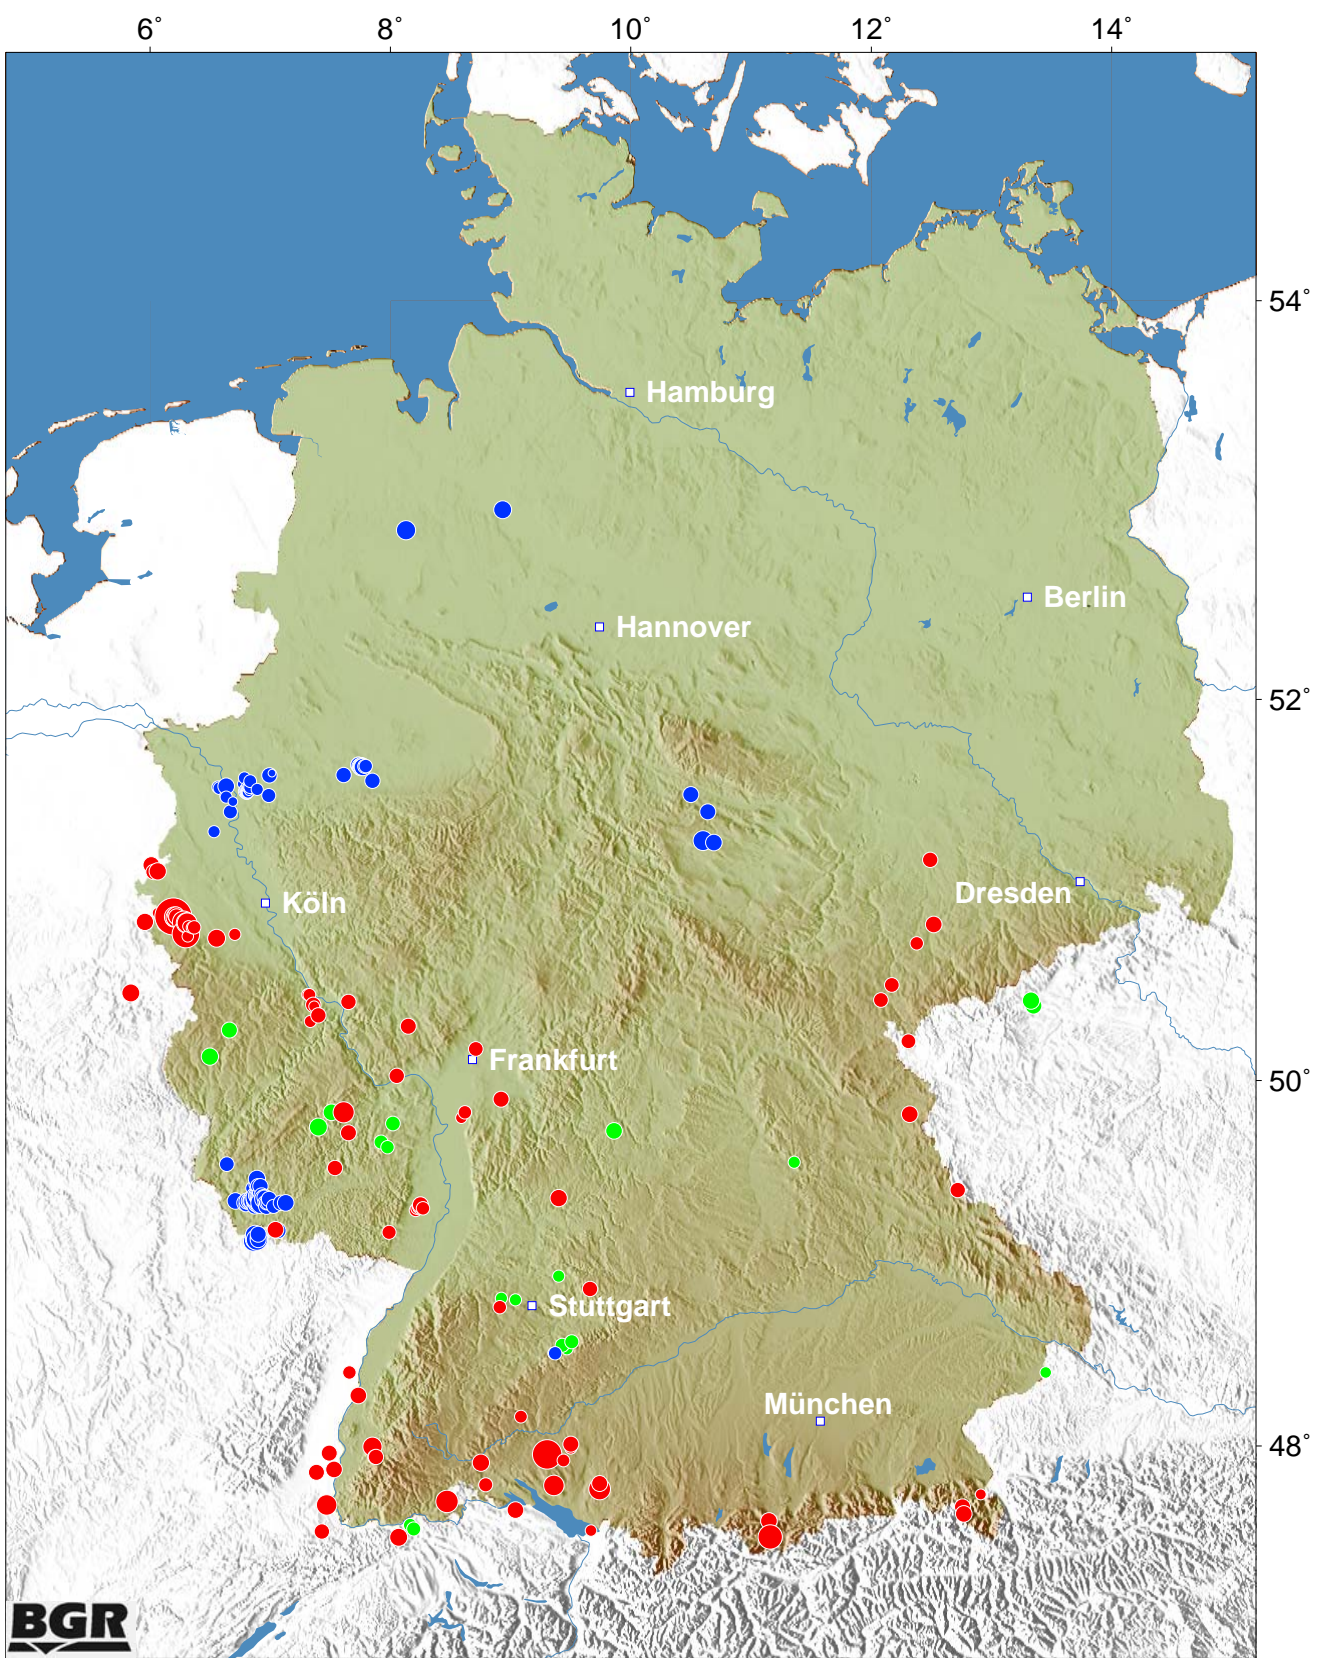 6° 8° 10° 12° 14°
54°
Hamburg
Berlin
Hannover
52°
Dresden
Köln
Frankfurt
50°
Stuttgart
München
48°
BGR